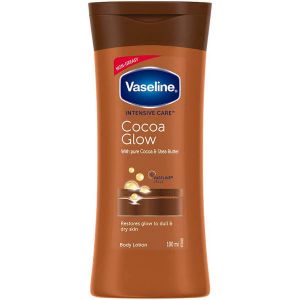 NON-GREASY
Vaseline
INTENSIVE CARE
Cocoa
Glow
With pure Cocoa & Shea Butter
Restores glow to dull &
dry skin
Body Lotion 100 ml